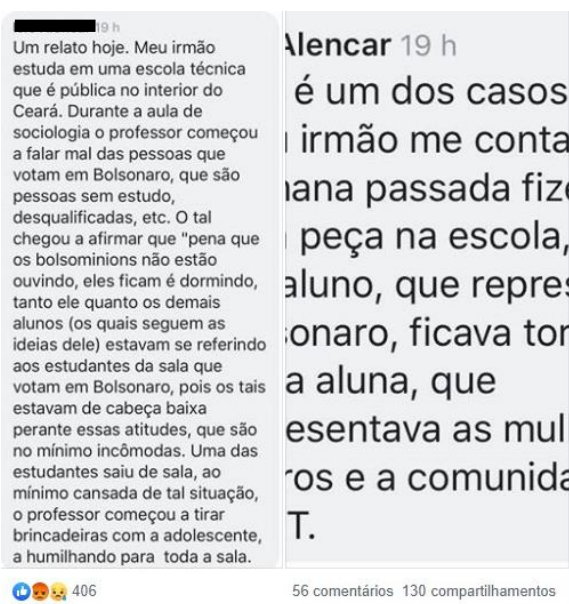 19 h
Um relato hoje. Meu irmão
estuda em uma escola técnica
que é pública no interior do
Ceará. Durante a aula de
sociologia o professor começou
a falar mal das pessoas que
votam em Bolsonaro, que são
pessoas sem estudo,
desqualificadas, etc. O tal
chegou a afirmar que "pena que
os bolsominions não estão
ouvindo, eles ficam é dormindo,
tanto ele quanto os demais
alunos (os quais seguem as
ideias dele) estavam se referindo
aos estudantes da sala que
votam em Bolsonaro, pois os tais
estavam de cabeça baixa
perante essas atitudes, que são
no mínimo incômodas. Uma das
estudantes saiu de sala, ao
mínimo cansada de tal situação,
o professor começou a tirar
brincadeiras com a adolescente,
a humilhando para toda a sala.
Alencar 19 h
é um dos casos
irmão me conta
ana passada fize
peça na escola,
aluno, que repres
onaro, ficava tor
a aluna, que
esentava as mul
ros e a comunida
T.
406
56 comentários 130 compartilhamentos